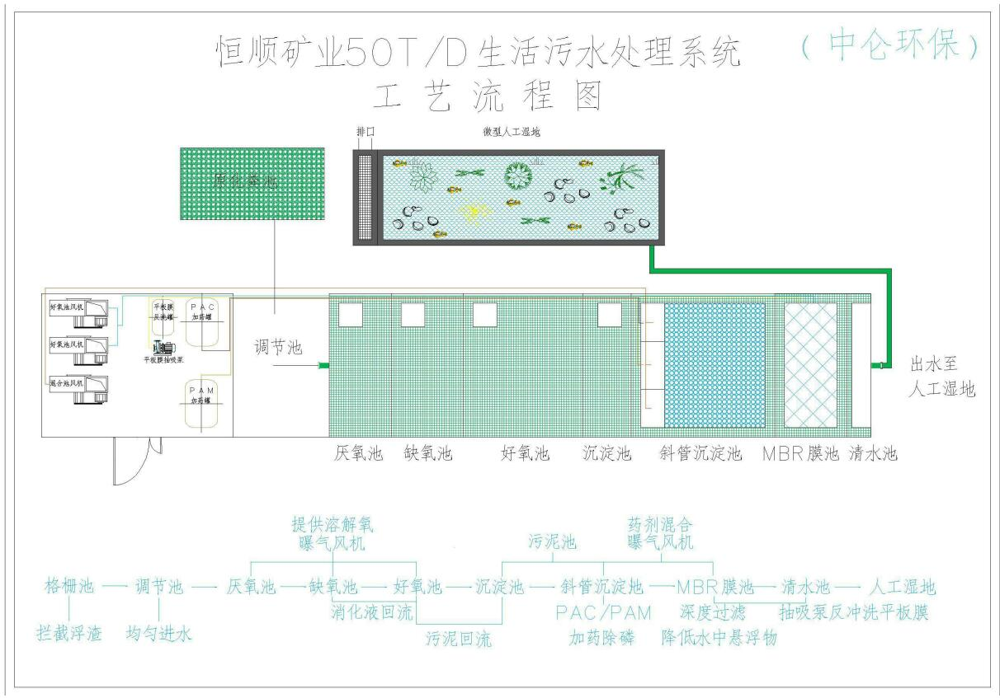 恒顺矿业50T/D生活污水处理系统
(中仑环保)
工艺流程图
排口
微型人工湿地
原化粪池
好氧池风机
平板膜
反洗罐
PAC
加药罐
好氧池风机
平板膜抽吸泵
混合池风机
PAM
加药罐
调节池
出水至
人工湿地
厌氧池
缺氧池
好氧池
沉淀池
斜管沉淀池
MBR膜池
清水池
提供溶解氧
曝气风机
污泥池
药剂混合
曝气风机
格栅池
调节池
厌氧池
缺氧池
好氧池
沉淀池
斜管沉淀地
MBR膜池
清水池
人工湿地
消化液回流
PAC/PAM
深度过滤
抽吸泵反冲洗平板膜
拦截浮渣
均匀进水
污泥回流
加药除磷
降低水中悬浮物